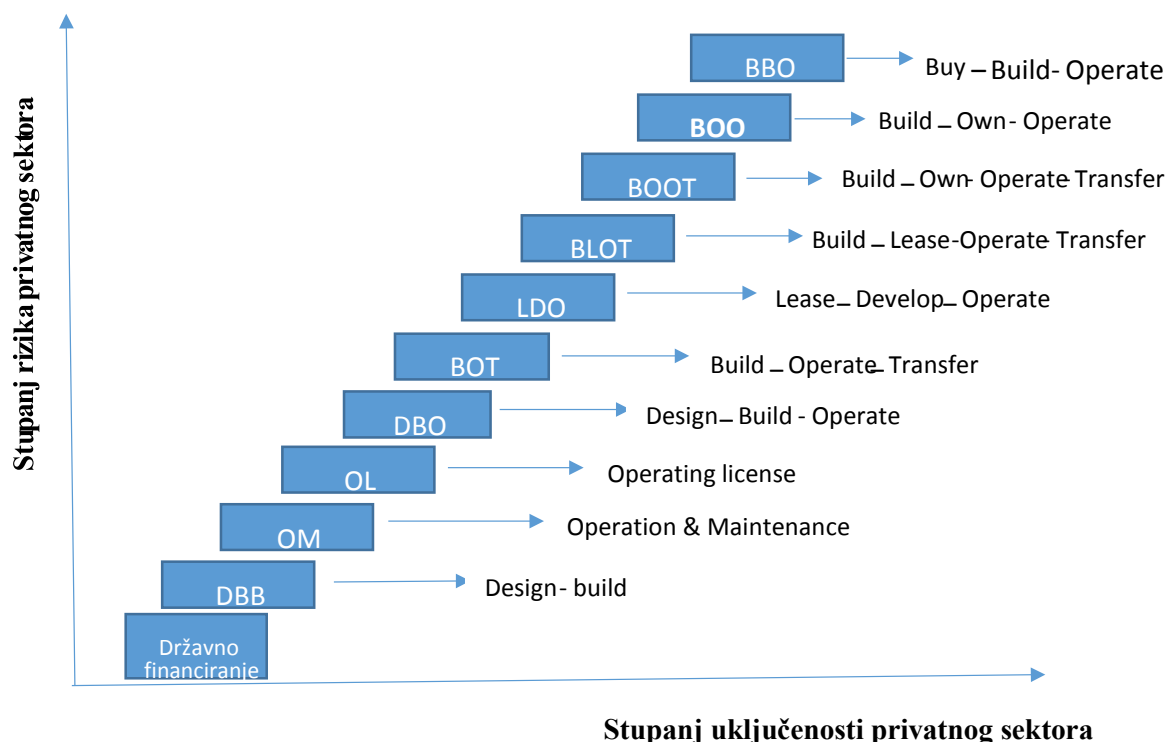 BBO
Buy – Build- Operate
BOO
Build – Own- Operate
BOOT
Build – Own- Operate- Transfer
BLOT
Build – Lease-Operate- Transfer
LDO
Lease– Develop– Operate
BOT
Build – Operate– Transfer
DBO
Design– Build - Operate
OL
Operating license
OM
Operation & Maintenance
DBB
Design- build
Državno
financiranje
Stupanj rizika privatnog sektora
Stupanj uključenosti privatnog sektora